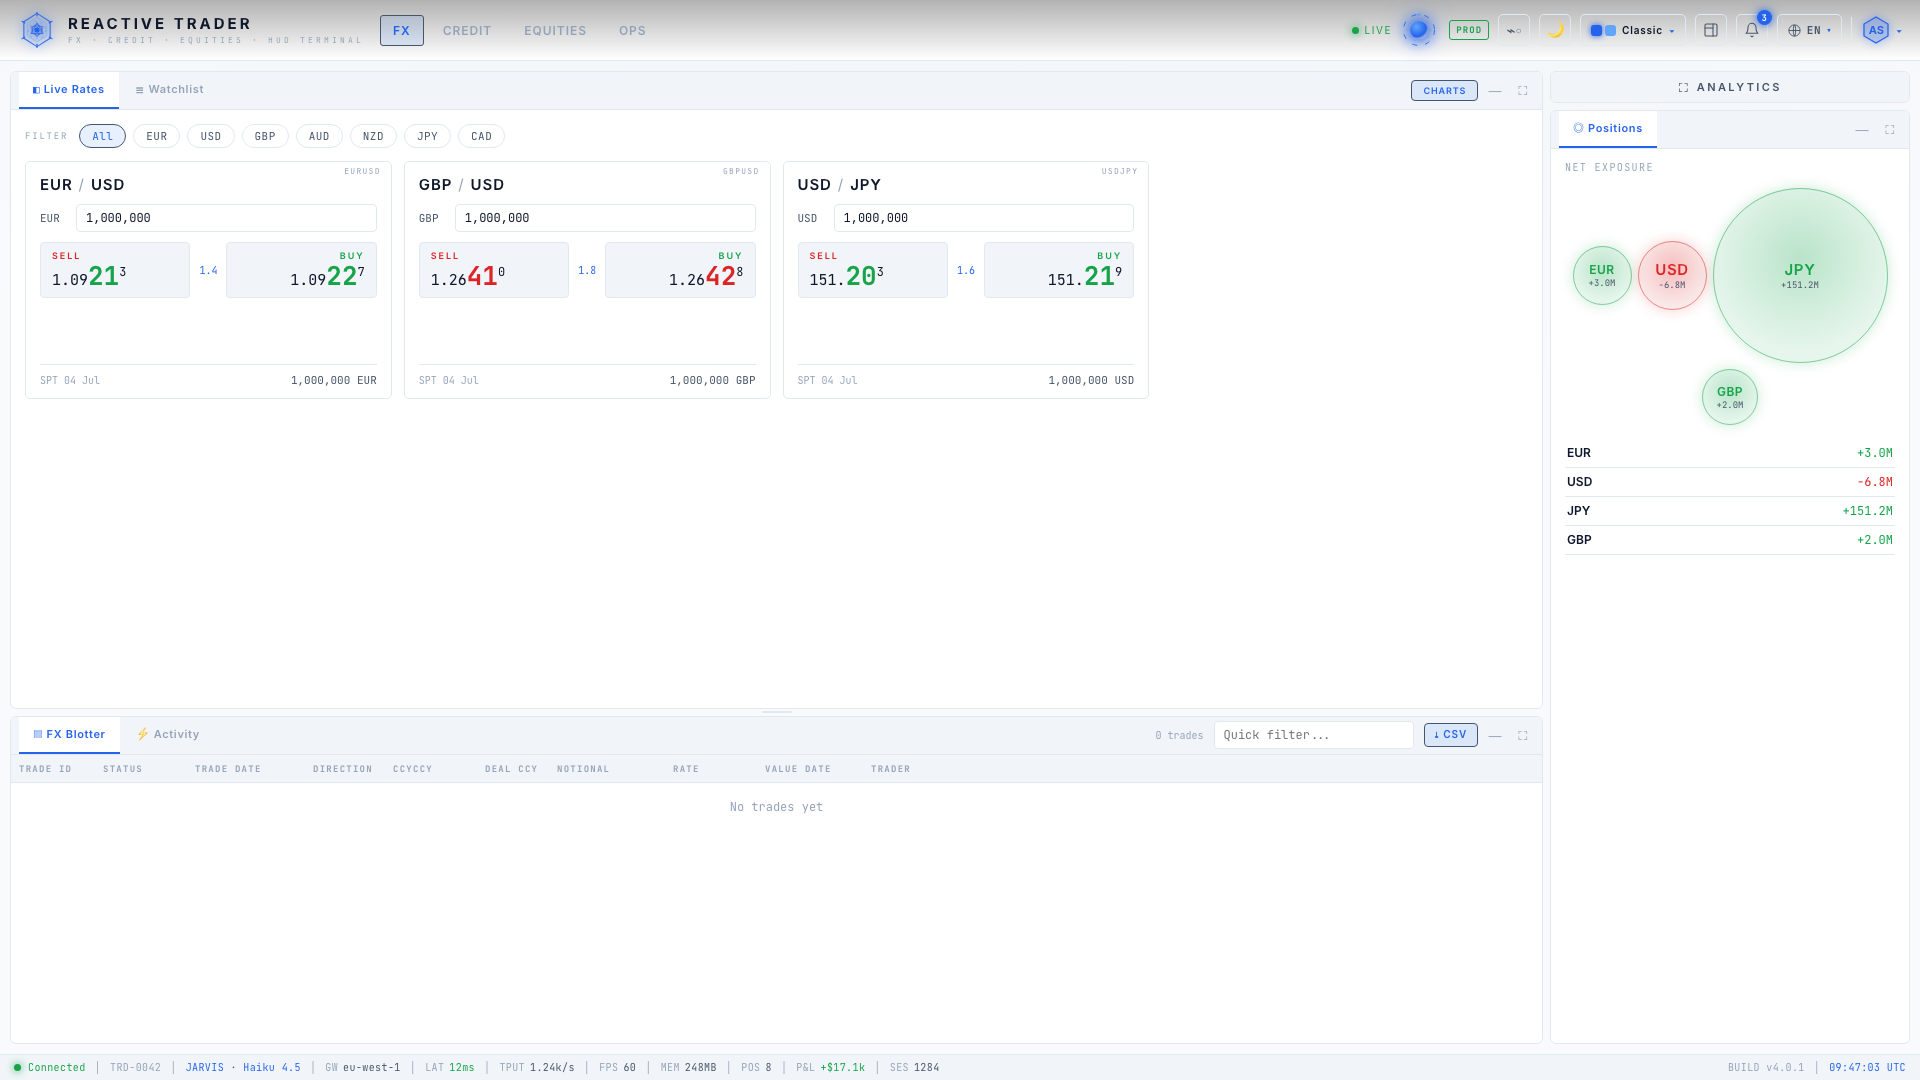 REACTIVE TRADER
FX · CREDIT · EQUITIES · HUD TERMINAL
FX CREDIT EQUITIES OPS
LIVE
PROD
Classic
3
EN
AS
Live Rates
Watchlist
CHARTS
FILTER All EUR USD GBP AUD NZD JPY CAD
EURUSD
EUR / USD
EUR 1,000,000
SELL
1.09213
1.4
BUY
1.09227
SPT 04 Jul 1,000,000 EUR
GBPUSD
GBP / USD
GBP 1,000,000
SELL
1.26410
1.8
BUY
1.26428
SPT 04 Jul 1,000,000 GBP
USDJPY
USD / JPY
USD 1,000,000
SELL
151.203
1.6
BUY
151.219
SPT 04 Jul 1,000,000 USD
ANALYTICS
Positions
NET EXPOSURE
EUR
+3.0M
USD
-6.8M
JPY
+151.2M
GBP
+2.0M
EUR +3.0M
USD -6.8M
JPY +151.2M
GBP +2.0M
FX Blotter
Activity
0 trades
Quick filter...
↓ CSV
TRADE ID STATUS TRADE DATE DIRECTION CCYCCY DEAL CCY NOTIONAL RATE VALUE DATE TRADER
No trades yet
Connected | TRD-0042 | JARVIS · Haiku 4.5 | GW eu-west-1 | LAT 12ms | TPUT 1.24k/s | FPS 60 | MEM 248MB | POS 8 | P&L +$17.1k | SES 1284
BUILD v4.0.1 | 09:47:03 UTC